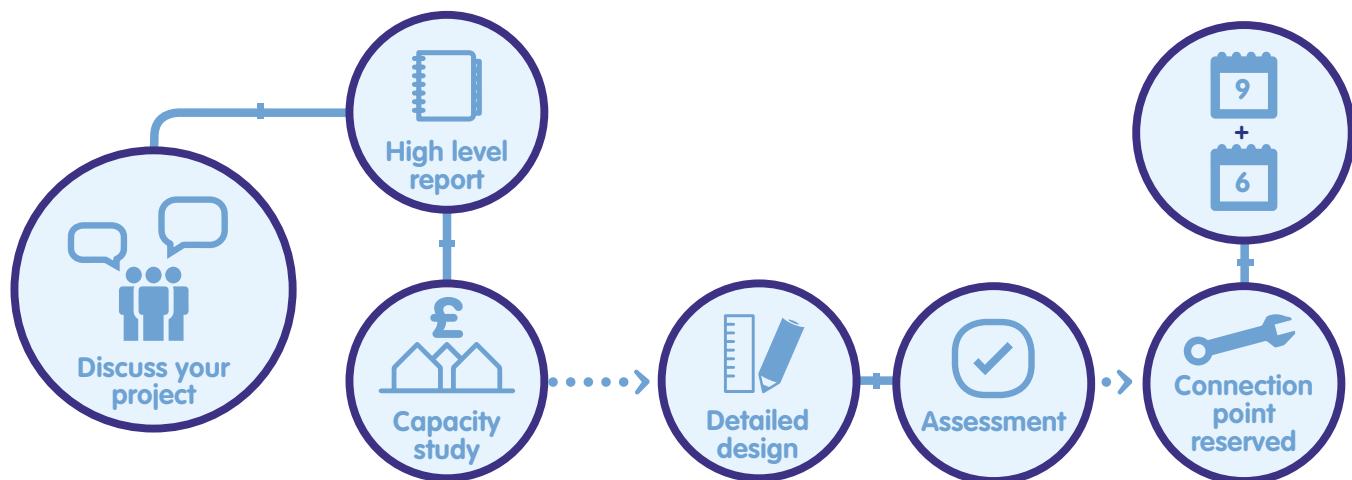 Discuss your
project
High level
report
£
Capacity
study
Detailed
design
Assessment
Connection
point
reserved
9
+
6